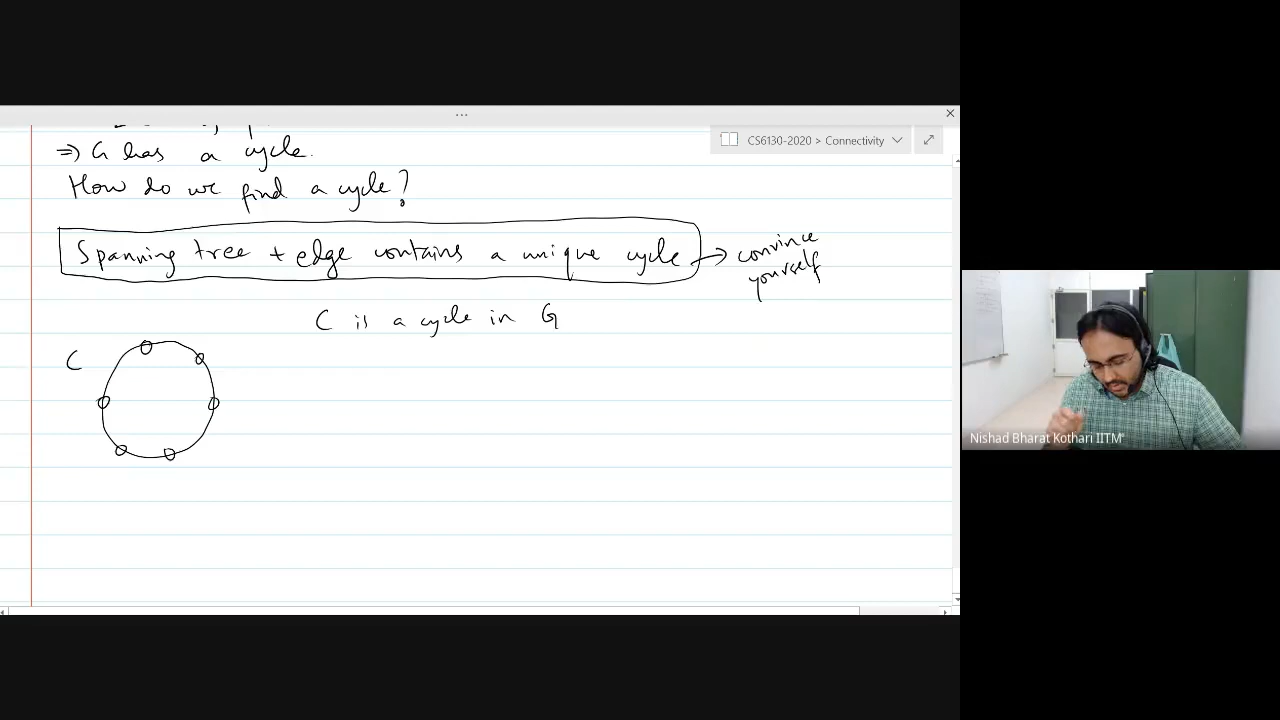 CS6130-2020 > Connectivity
⇒ G has a cycle.
How do we find a cycle?
Spanning tree + edge contains a unique cycle → convince
yourself
C is a cycle in G
C
Nishad Bharat Kothari IITM